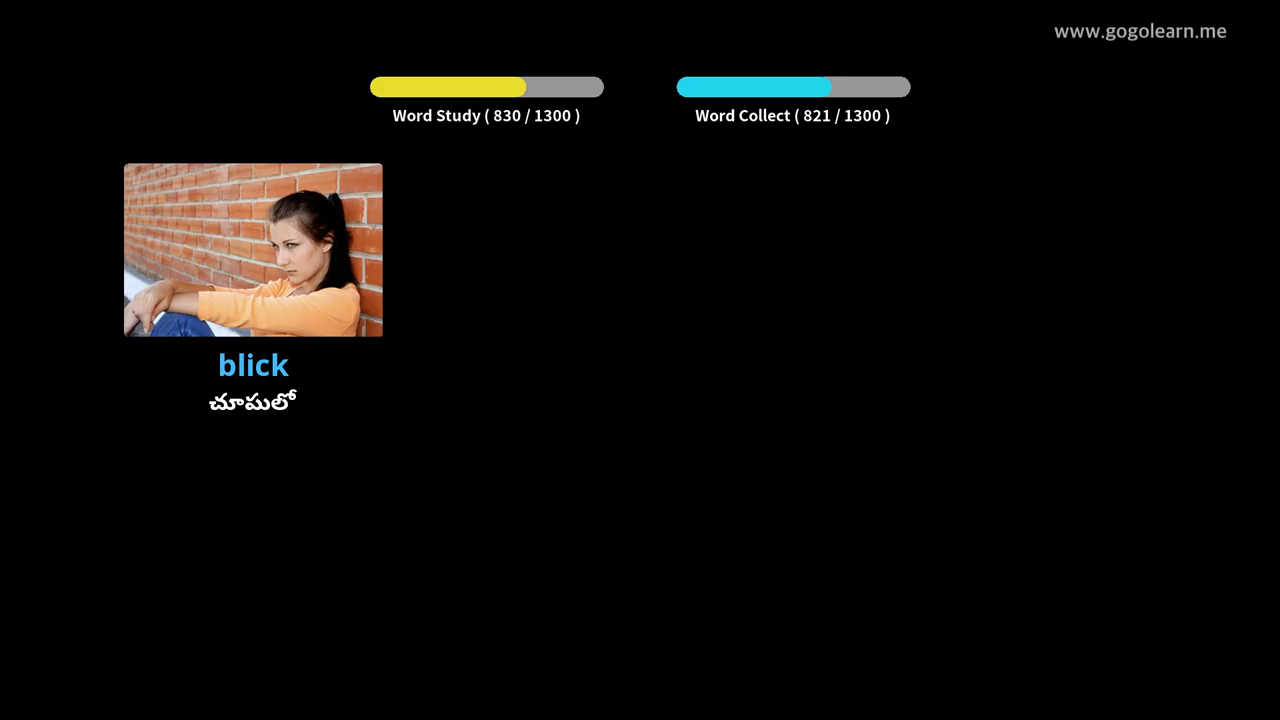 www.gogolearn.me
Word Study ( 830 / 1300 )
Word Collect ( 821 / 1300 )
blick
చూపులో